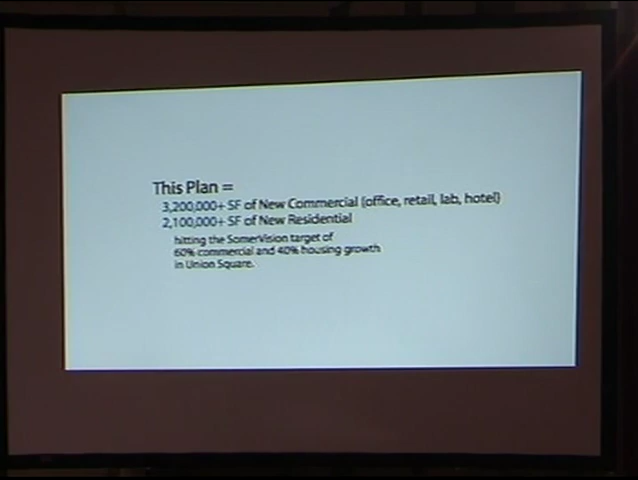 This Plan =
3,200,000+ SF of New Commercial (office, retail, lab, hotel)
2,100,000+ SF of New Residential
hitting the SomerVision target of
60% commercial and 40% housing growth
in Union Square.